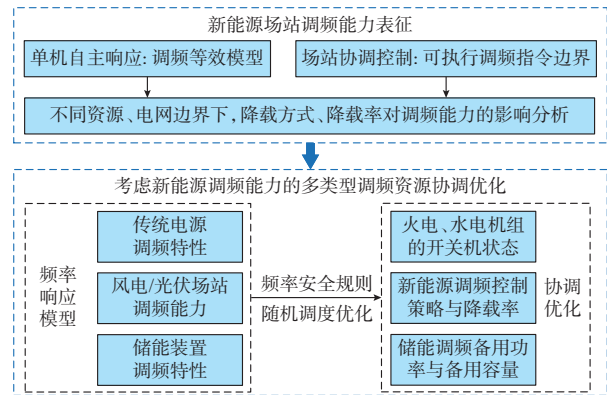 新能源场站调频能力表征
单机自主响应: 调频等效模型
场站协调控制: 可执行调频指令边界
不同资源、电网边界下, 降载方式、降载率对调频能力的影响分析
考虑新能源调频能力的多类型调频资源协调优化
频率
响应
模型
传统电源
调频特性
风电/光伏场站
调频能力
储能装置
调频特性
频率安全规则
随机调度优化
火电、水电机组
的开关机状态
新能源调频控制
策略与降载率
储能调频备用功
率与备用容量
协调
优化